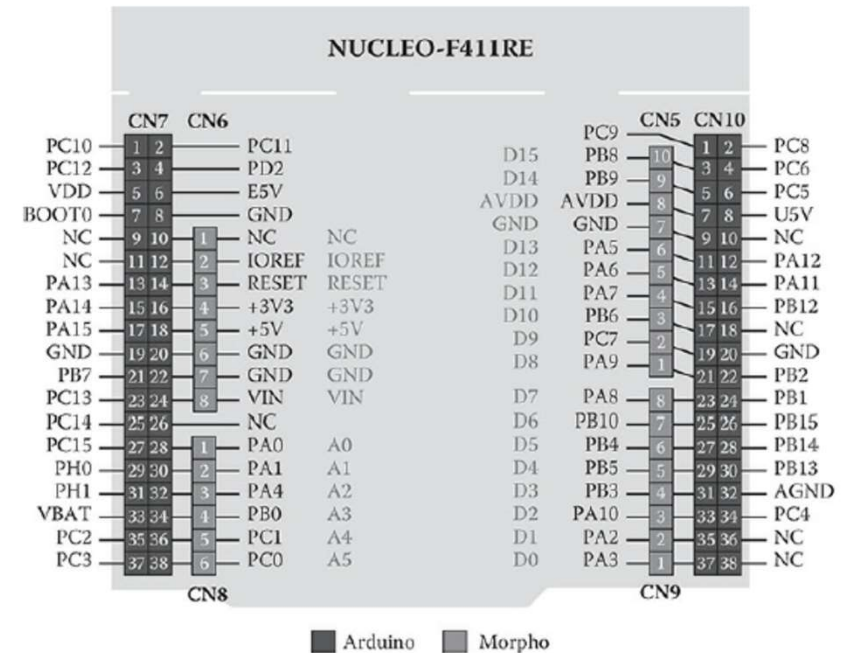 NUCLEO-F411RE
CN7 CN6 CN5 CN10
PC9
PC10 1 2 PC11 D15 PB8 10 1 2 PC8
PC12 3 4 PD2 D14 PB9 9 3 4 PC6
VDD 5 6 E5V AVDD AVDD 8 5 6 PC5
BOOT0 7 8 GND GND GND 7 7 8 U5V
NC 9 10 1 NC NC D13 PA5 6 9 10 NC
NC 11 12 2 IOREF IOREF D12 PA6 5 11 12 PA12
PA13 13 14 3 RESET RESET D11 PA7 4 13 14 PA11
PA14 15 16 4 +3V3 +3V3 D10 PB6 3 15 16 PB12
PA15 17 18 5 +5V +5V D9 PC7 2 17 18 NC
GND 19 20 6 GND GND D8 PA9 1 19 20 GND
PB7 21 22 7 GND GND 21 22 PB2
PC13 23 24 8 VIN VIN D7 PA8 8 23 24 PB1
PC14 25 26 NC D6 PB10 7 25 26 PB15
PC15 27 28 1 PA0 A0 D5 PB4 6 27 28 PB14
PH0 29 30 2 PA1 A1 D4 PB5 5 29 30 PB13
PH1 31 32 3 PA4 A2 D3 PB3 4 31 32 AGND
VBAT 33 34 4 PB0 A3 D2 PA10 3 33 34 PC4
PC2 35 36 5 PC1 A4 D1 PA2 2 35 36 NC
PC3 37 38 6 PC0 A5 D0 PA3 1 37 38 NC
CN8 CN9
Arduino Morpho